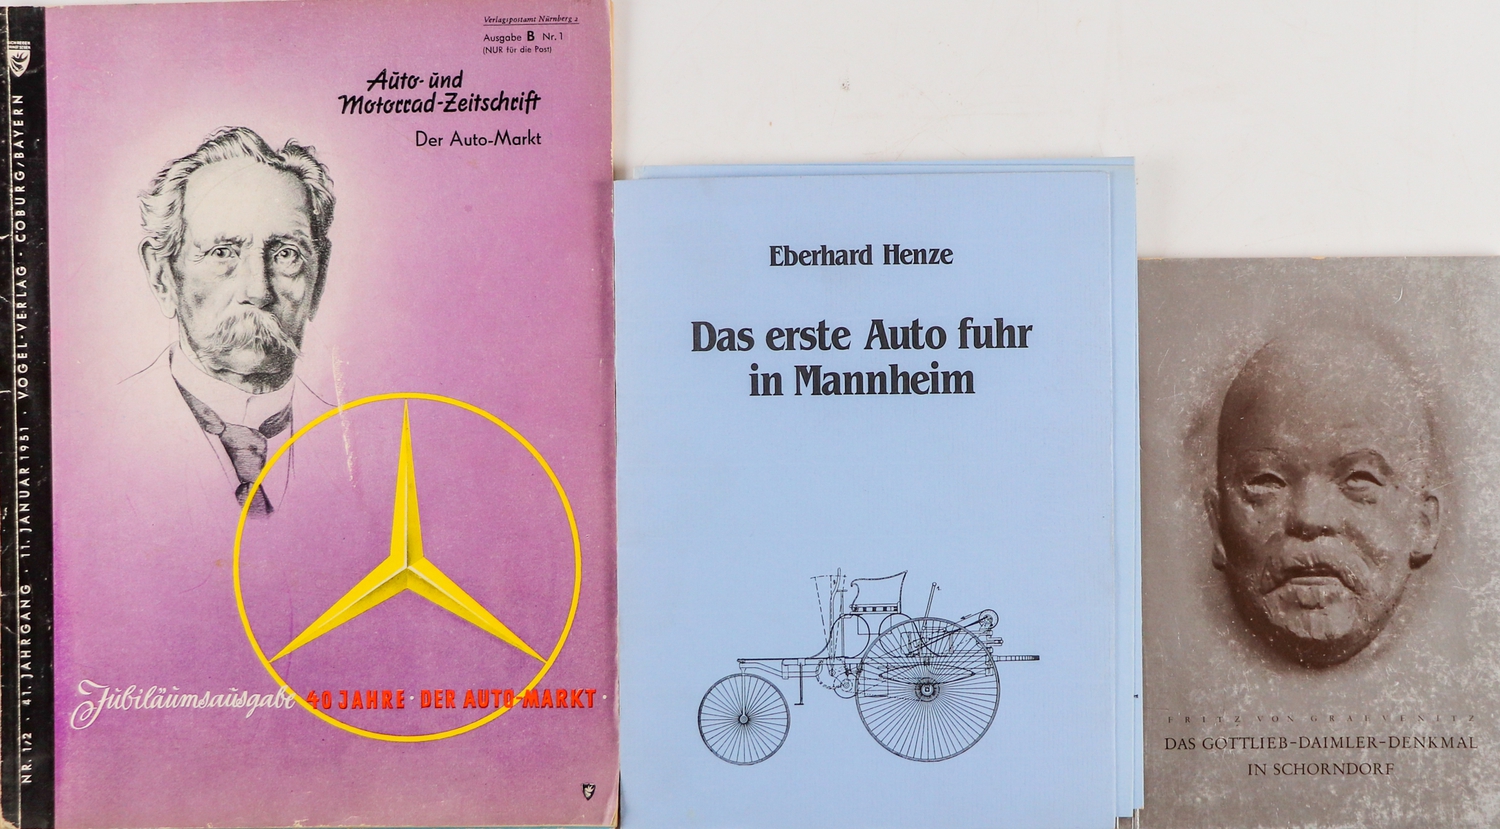 Verlagspostamt Nürnberg 2
Ausgabe B Nr. 1
(NUR für die Post)
Auto- und
Motorrad-Zeitschrift
Der Auto-Markt
Jubiläumsausgabe 40 JAHRE · DER AUTO-MARKT ·
NR. 1/2 · 41. JAHRGANG · 11. JANUAR 1951 · VOGEL-VERLAG · COBURG/BAYERN
Eberhard Henze
Das erste Auto fuhr
in Mannheim
FRITZ VON GRAEVENITZ
DAS GOTTLIEB-DAIMLER-DENKMAL
IN SCHORNDORF